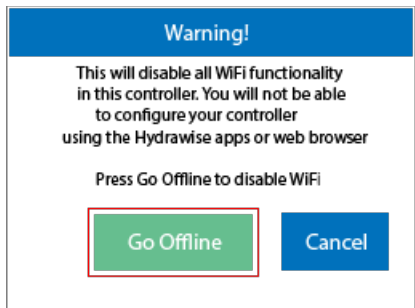 Warning!
This will disable all WiFi functionality
in this controller. You will not be able
to configure your controller
using the Hydrawise apps or web browser
Press Go Offline to disable WiFi
Go Offline
Cancel